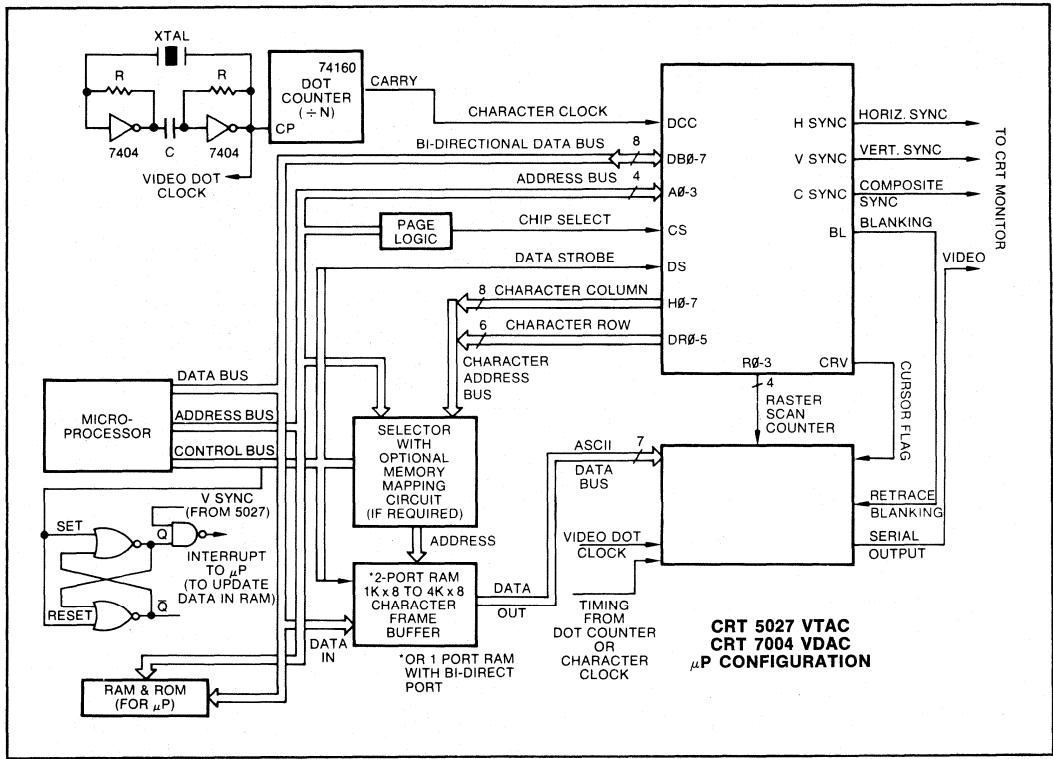 XTAL
R
R
7404
C
7404
VIDEO DOT
CLOCK
74160
DOT
COUNTER
(÷N)
CP
CARRY
CHARACTER CLOCK
BI-DIRECTIONAL DATA BUS
8
ADDRESS BUS
4
PAGE
LOGIC
CHIP SELECT
DATA STROBE
8
CHARACTER COLUMN
6
CHARACTER ROW
CHARACTER
ADDRESS
BUS
DCC
DBØ-7
AØ-3
CS
DS
HØ-7
DRØ-5
RØ-3
CRV
H SYNC
V SYNC
C SYNC
BL
HORIZ. SYNC
VERT. SYNC
COMPOSITE
SYNC
BLANKING
TO CRT MONITOR
VIDEO
4
RASTER
SCAN
COUNTER
CURSOR FLAG
MICRO-
PROCESSOR
DATA BUS
ADDRESS BUS
CONTROL BUS
SELECTOR
WITH
OPTIONAL
MEMORY
MAPPING
CIRCUIT
(IF REQUIRED)
ADDRESS
ASCII
7
DATA
BUS
RETRACE
BLANKING
SERIAL
OUTPUT
VIDEO DOT
CLOCK
TIMING
FROM
DOT COUNTER
OR
CHARACTER
CLOCK
V SYNC
(FROM 5027)
SET
Q
INTERRUPT
TO μP
(TO UPDATE
DATA IN RAM)
RESET
Q̅
*2-PORT RAM
1K x 8 TO 4K x 8
CHARACTER
FRAME
BUFFER
DATA
OUT
DATA
IN
*OR 1 PORT RAM
WITH BI-DIRECT
PORT
RAM & ROM
(FOR μP)
CRT 5027 VTAC
CRT 7004 VDAC
μP CONFIGURATION